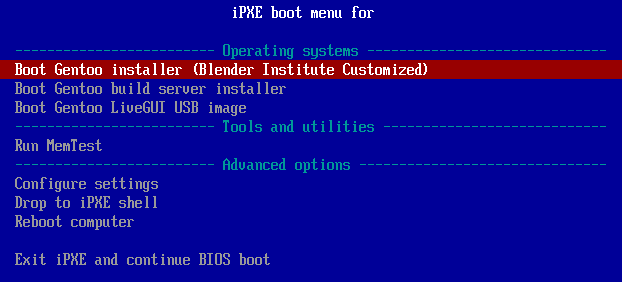 iPXE boot menu for
------------------------- Operating systems ------------------------------
Boot Gentoo installer (Blender Institute Customized)
Boot Gentoo build server installer
Boot Gentoo LiveGUI USB image
------------------------- Tools and utilities ----------------------------
Run MemTest
------------------------- Advanced options -------------------------------
Configure settings
Drop to iPXE shell
Reboot computer
Exit iPXE and continue BIOS boot